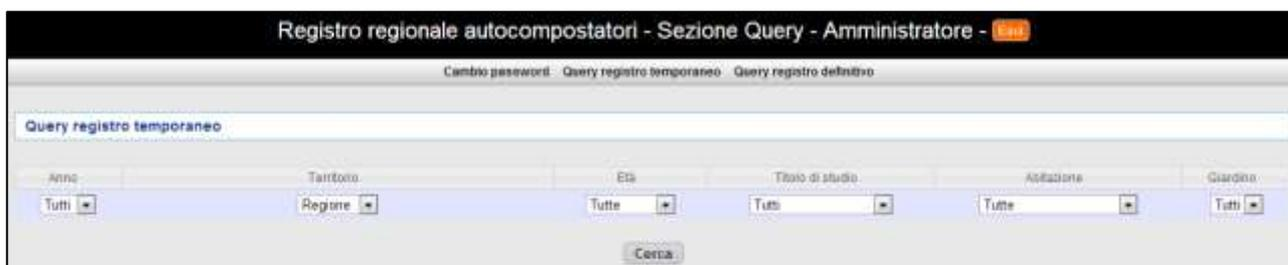 Registro regionale autocompostatori - Sezione Query - Amministratore - Esci
Cambio password Query registro temporaneo Query registro definitivo
Query registro temporaneo
Anno Territorio Età Titolo di studio Abitazione Giardino
Tutti Regione Tutte Tutti Tutte Tutti
Cerca